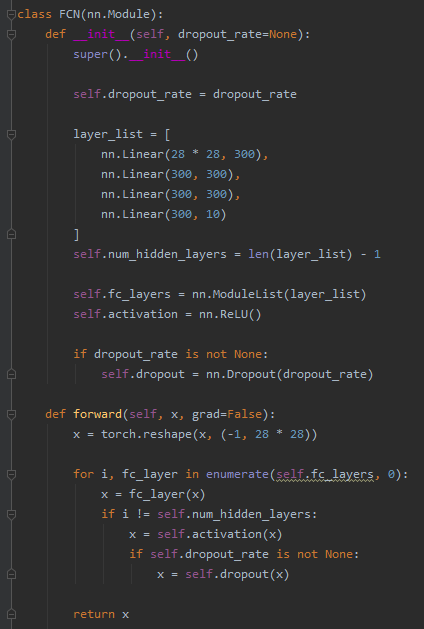 class FCN(nn.Module):
    def __init__(self, dropout_rate=None):
        super().__init__()

        self.dropout_rate = dropout_rate

        layer_list = [
            nn.Linear(28 * 28, 300),
            nn.Linear(300, 300),
            nn.Linear(300, 300),
            nn.Linear(300, 10)
        ]
        self.num_hidden_layers = len(layer_list) - 1

        self.fc_layers = nn.ModuleList(layer_list)
        self.activation = nn.ReLU()

        if dropout_rate is not None:
            self.dropout = nn.Dropout(dropout_rate)

    def forward(self, x, grad=False):
        x = torch.reshape(x, (-1, 28 * 28))

        for i, fc_layer in enumerate(self.fc_layers, 0):
            x = fc_layer(x)
            if i != self.num_hidden_layers:
                x = self.activation(x)
                if self.dropout_rate is not None:
                    x = self.dropout(x)

        return x